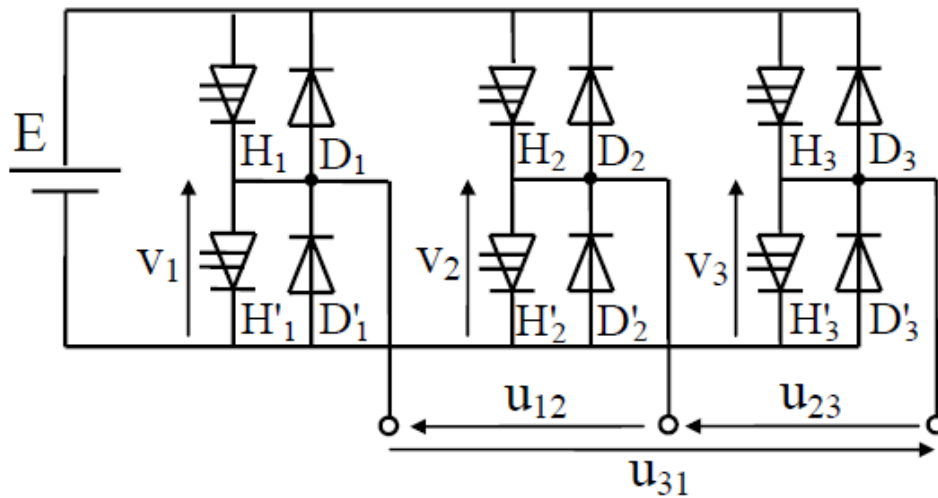 E
H₁ D₁ H₂ D₂ H₃ D₃
v₁ v₂ v₃
H'₁ D'₁ H'₂ D'₂ H'₃ D'₃
u₁₂ u₂₃
u₃₁